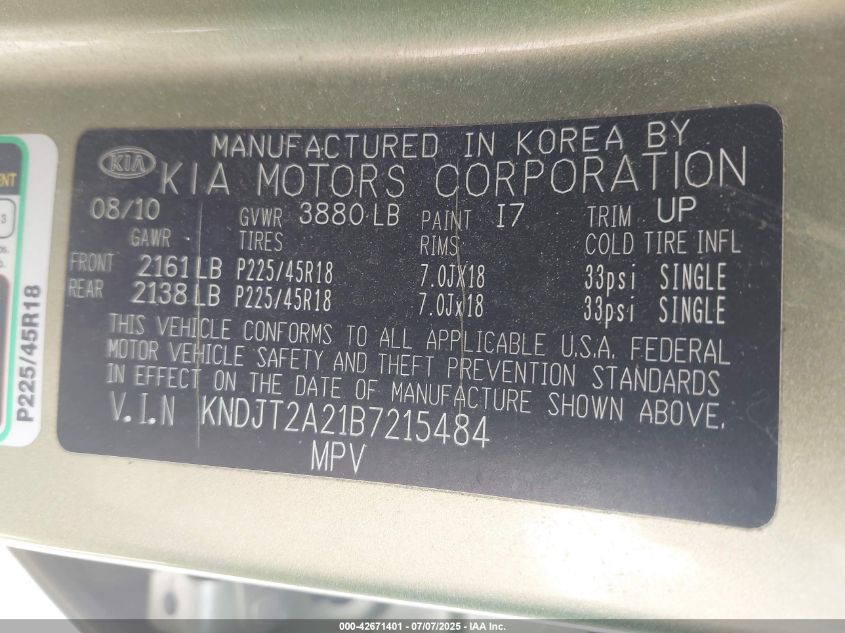 KIA
MANUFACTURED IN KOREA BY
KIA MOTORS CORPORATION
08/10 GVWR 3880 LB PAINT I7 TRIM UP
GAWR TIRES RIMS: COLD TIRE INFL
FRONT 2161 LB P225/45R18 7.0JX18 33psi SINGLE
REAR 2138 LB P225/45R18 7.0Jx18 33psi SINGLE
THIS VEHICLE CONFORMS TO ALL APPLICABLE U.S.A. FEDERAL
MOTOR VEHICLE SAFETY AND THEFT PREVENTION STANDARDS
IN EFFECT ON THE DATE OF MANUFACTURE SHOWN ABOVE.
V.I.N KNDJT2A21B7215484
MPV
P225/45R18
000-42671401 - 07/07/2025 - IAA Inc.